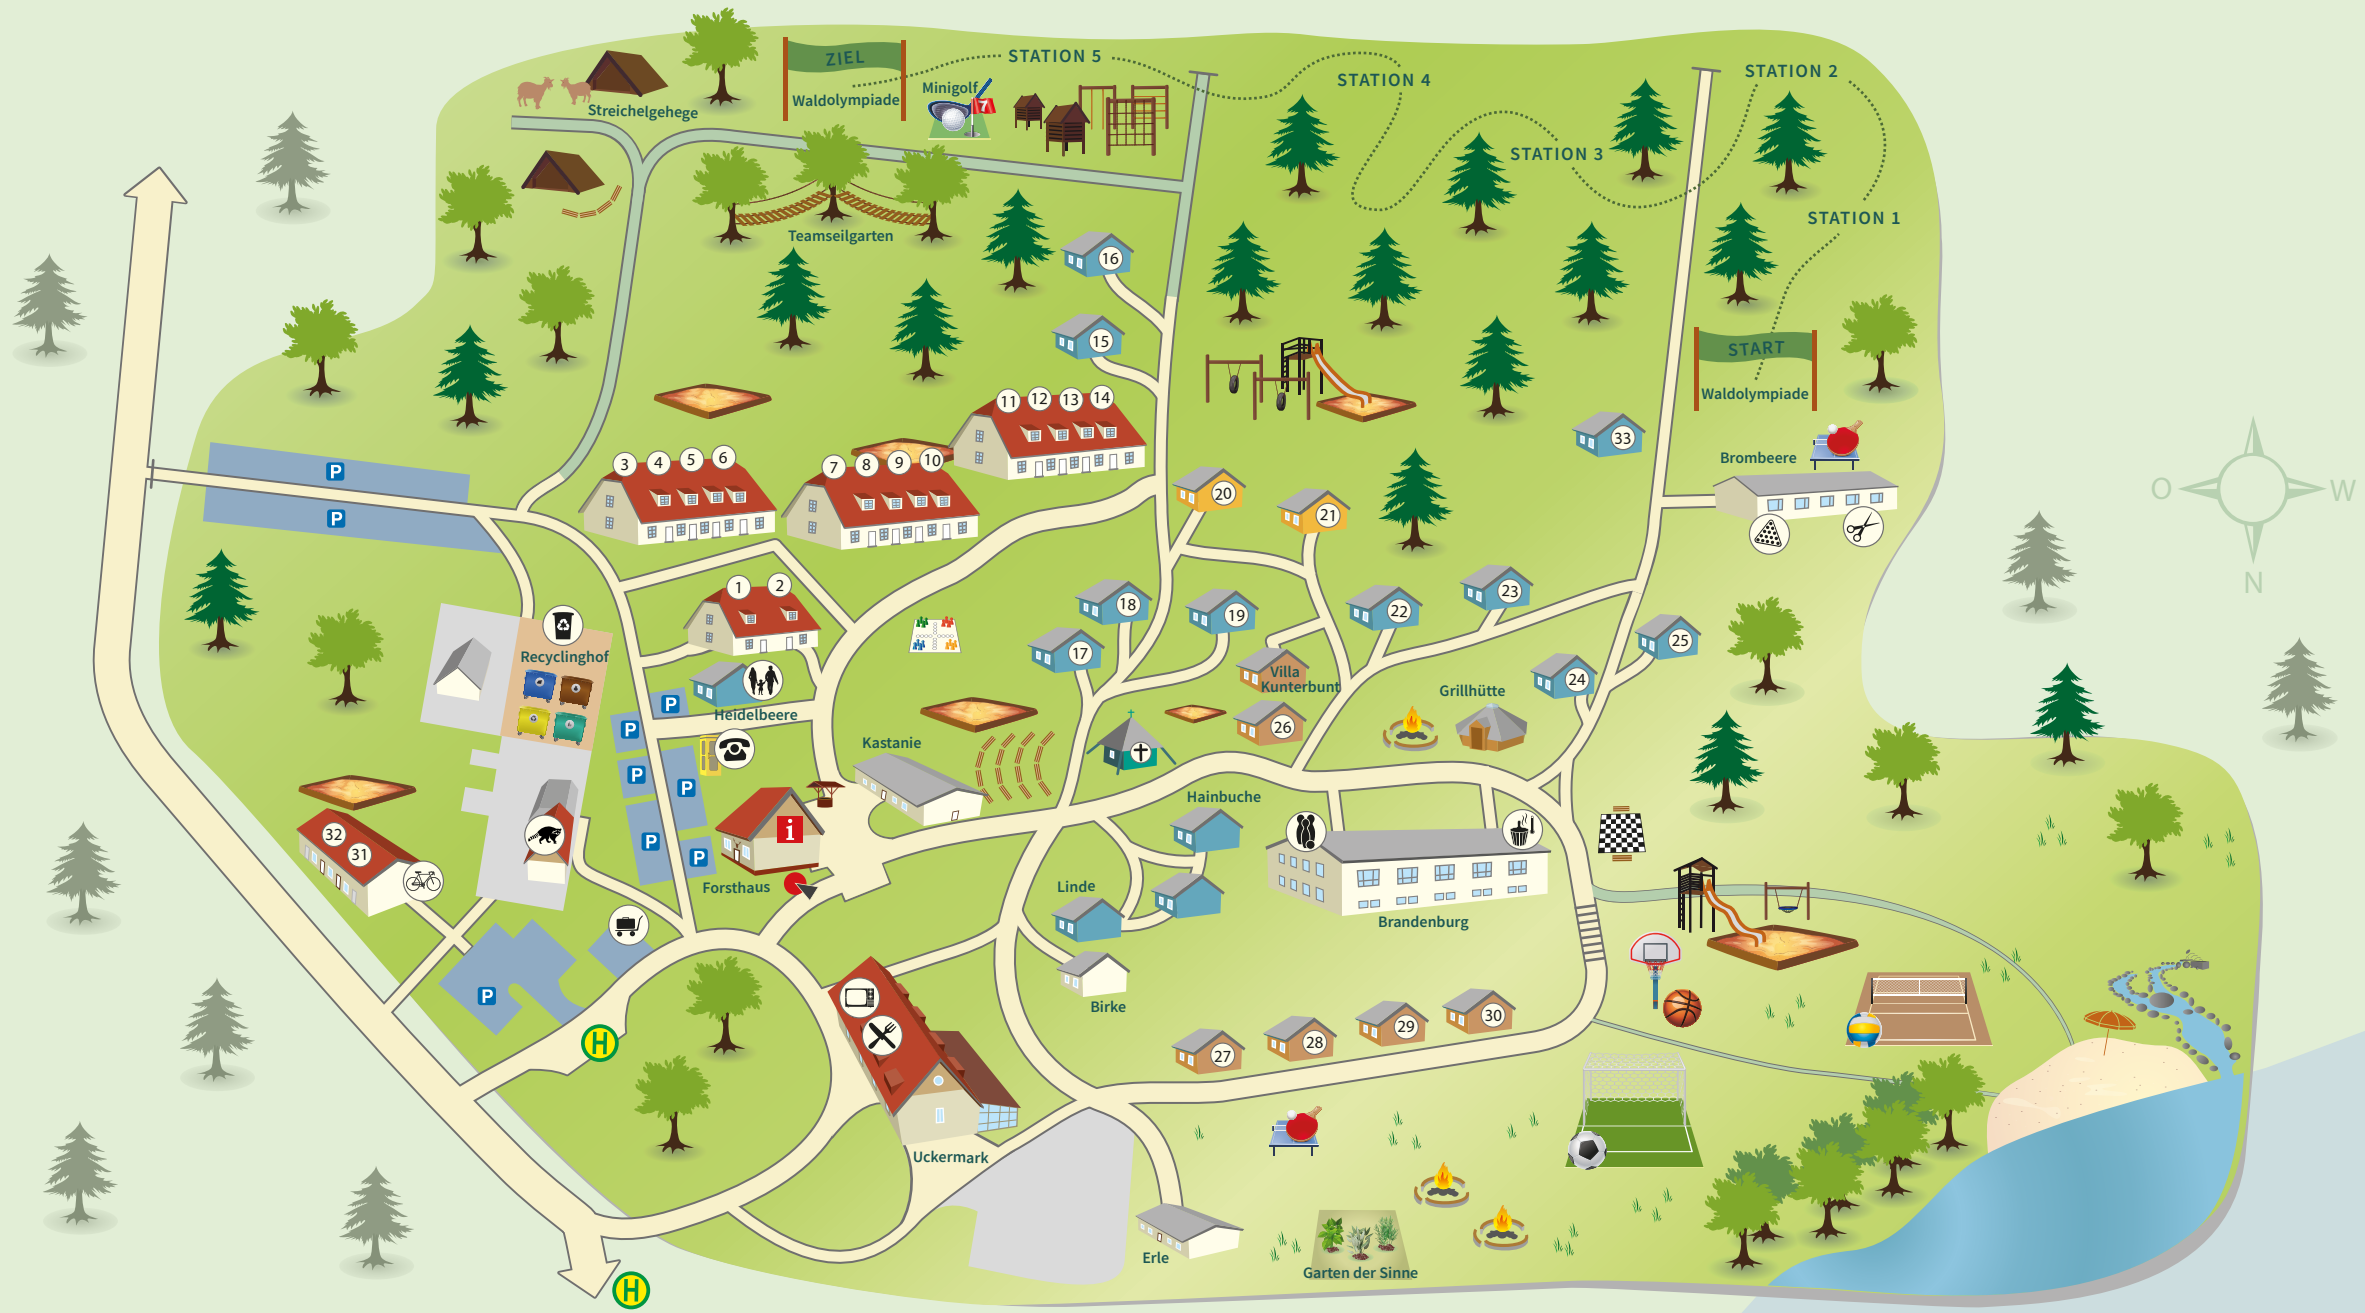 ZIEL
Waldolympiade
STATION 5
STATION 4
STATION 2
Minigolf
7
Streichelgehege
STATION 3
STATION 1
Teamseilgarten
16
15
START
Waldolympiade
11
12
13
14
33
Brombeere
3
4
5
6
7
8
9
10
P
P
20
21
O
W
N
1
2
18
19
22
23
25
17
24
Recyclinghof
Villa
Kunterbunt
Grillhütte
Heidelbeere
P
P
26
Kastanie
P
P
Hainbuche
32
31
P
P
i
Forsthaus
Linde
Brandenburg
P
H
Birke
27
28
29
30
Uckermark
Erle
Garten der Sinne
H